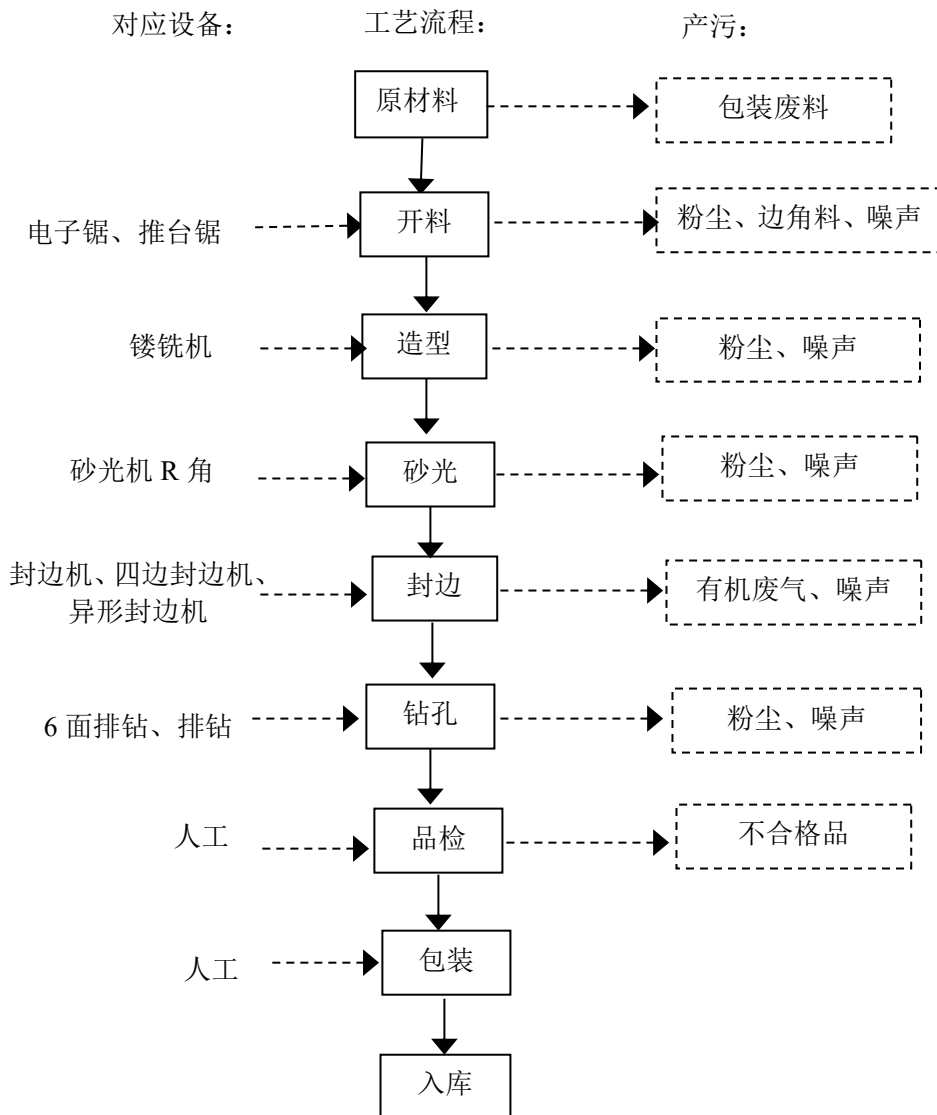 对应设备： 工艺流程： 产污：
原材料 包装废料
电子锯、推台锯 开料 粉尘、边角料、噪声
镂铣机 造型 粉尘、噪声
砂光机 R 角 砂光 粉尘、噪声
封边机、四边封边机、
异形封边机 封边 有机废气、噪声
6 面排钻、排钻 钻孔 粉尘、噪声
人工 品检 不合格品
人工 包装
入库